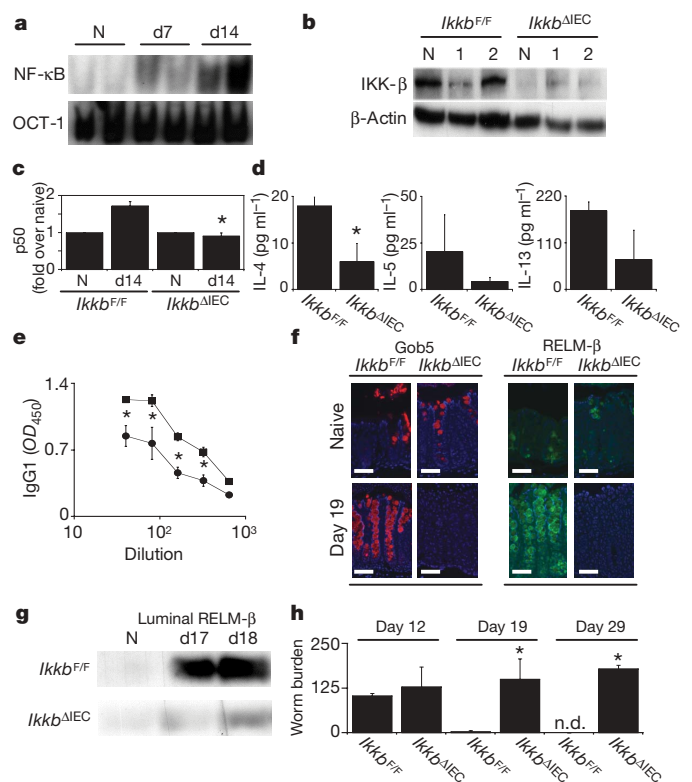 a
N d7 d14
NF-κB
OCT-1
b
Ikkb^F/F Ikkb^ΔIEC
N 1 2 N 1 2
IKK-β
β-Actin
c
p50
(fold over naive)
2
1
0
N d14 N d14
*
Ikkb^F/F Ikkb^ΔIEC
d
IL-4 (pg ml⁻¹)
18
9
0
*
Ikkb^F/F Ikkb^ΔIEC
IL-5 (pg ml⁻¹)
50
25
0
Ikkb^F/F Ikkb^ΔIEC
IL-13 (pg ml⁻¹)
220
110
0
Ikkb^F/F Ikkb^ΔIEC
e
IgG1 (OD₄₅₀)
1.4
0.7
0
* * * *
10 10² 10³
Dilution
f
Gob5 RELM-β
Ikkb^F/F Ikkb^ΔIEC Ikkb^F/F Ikkb^ΔIEC
Naive
Day 19
g
Luminal RELM-β
N d17 d18
Ikkb^F/F
Ikkb^ΔIEC
h
Day 12 Day 19 Day 29
Worm burden
250
125
0
* n.d. *
Ikkb^F/F Ikkb^ΔIEC Ikkb^F/F Ikkb^ΔIEC Ikkb^F/F Ikkb^ΔIEC